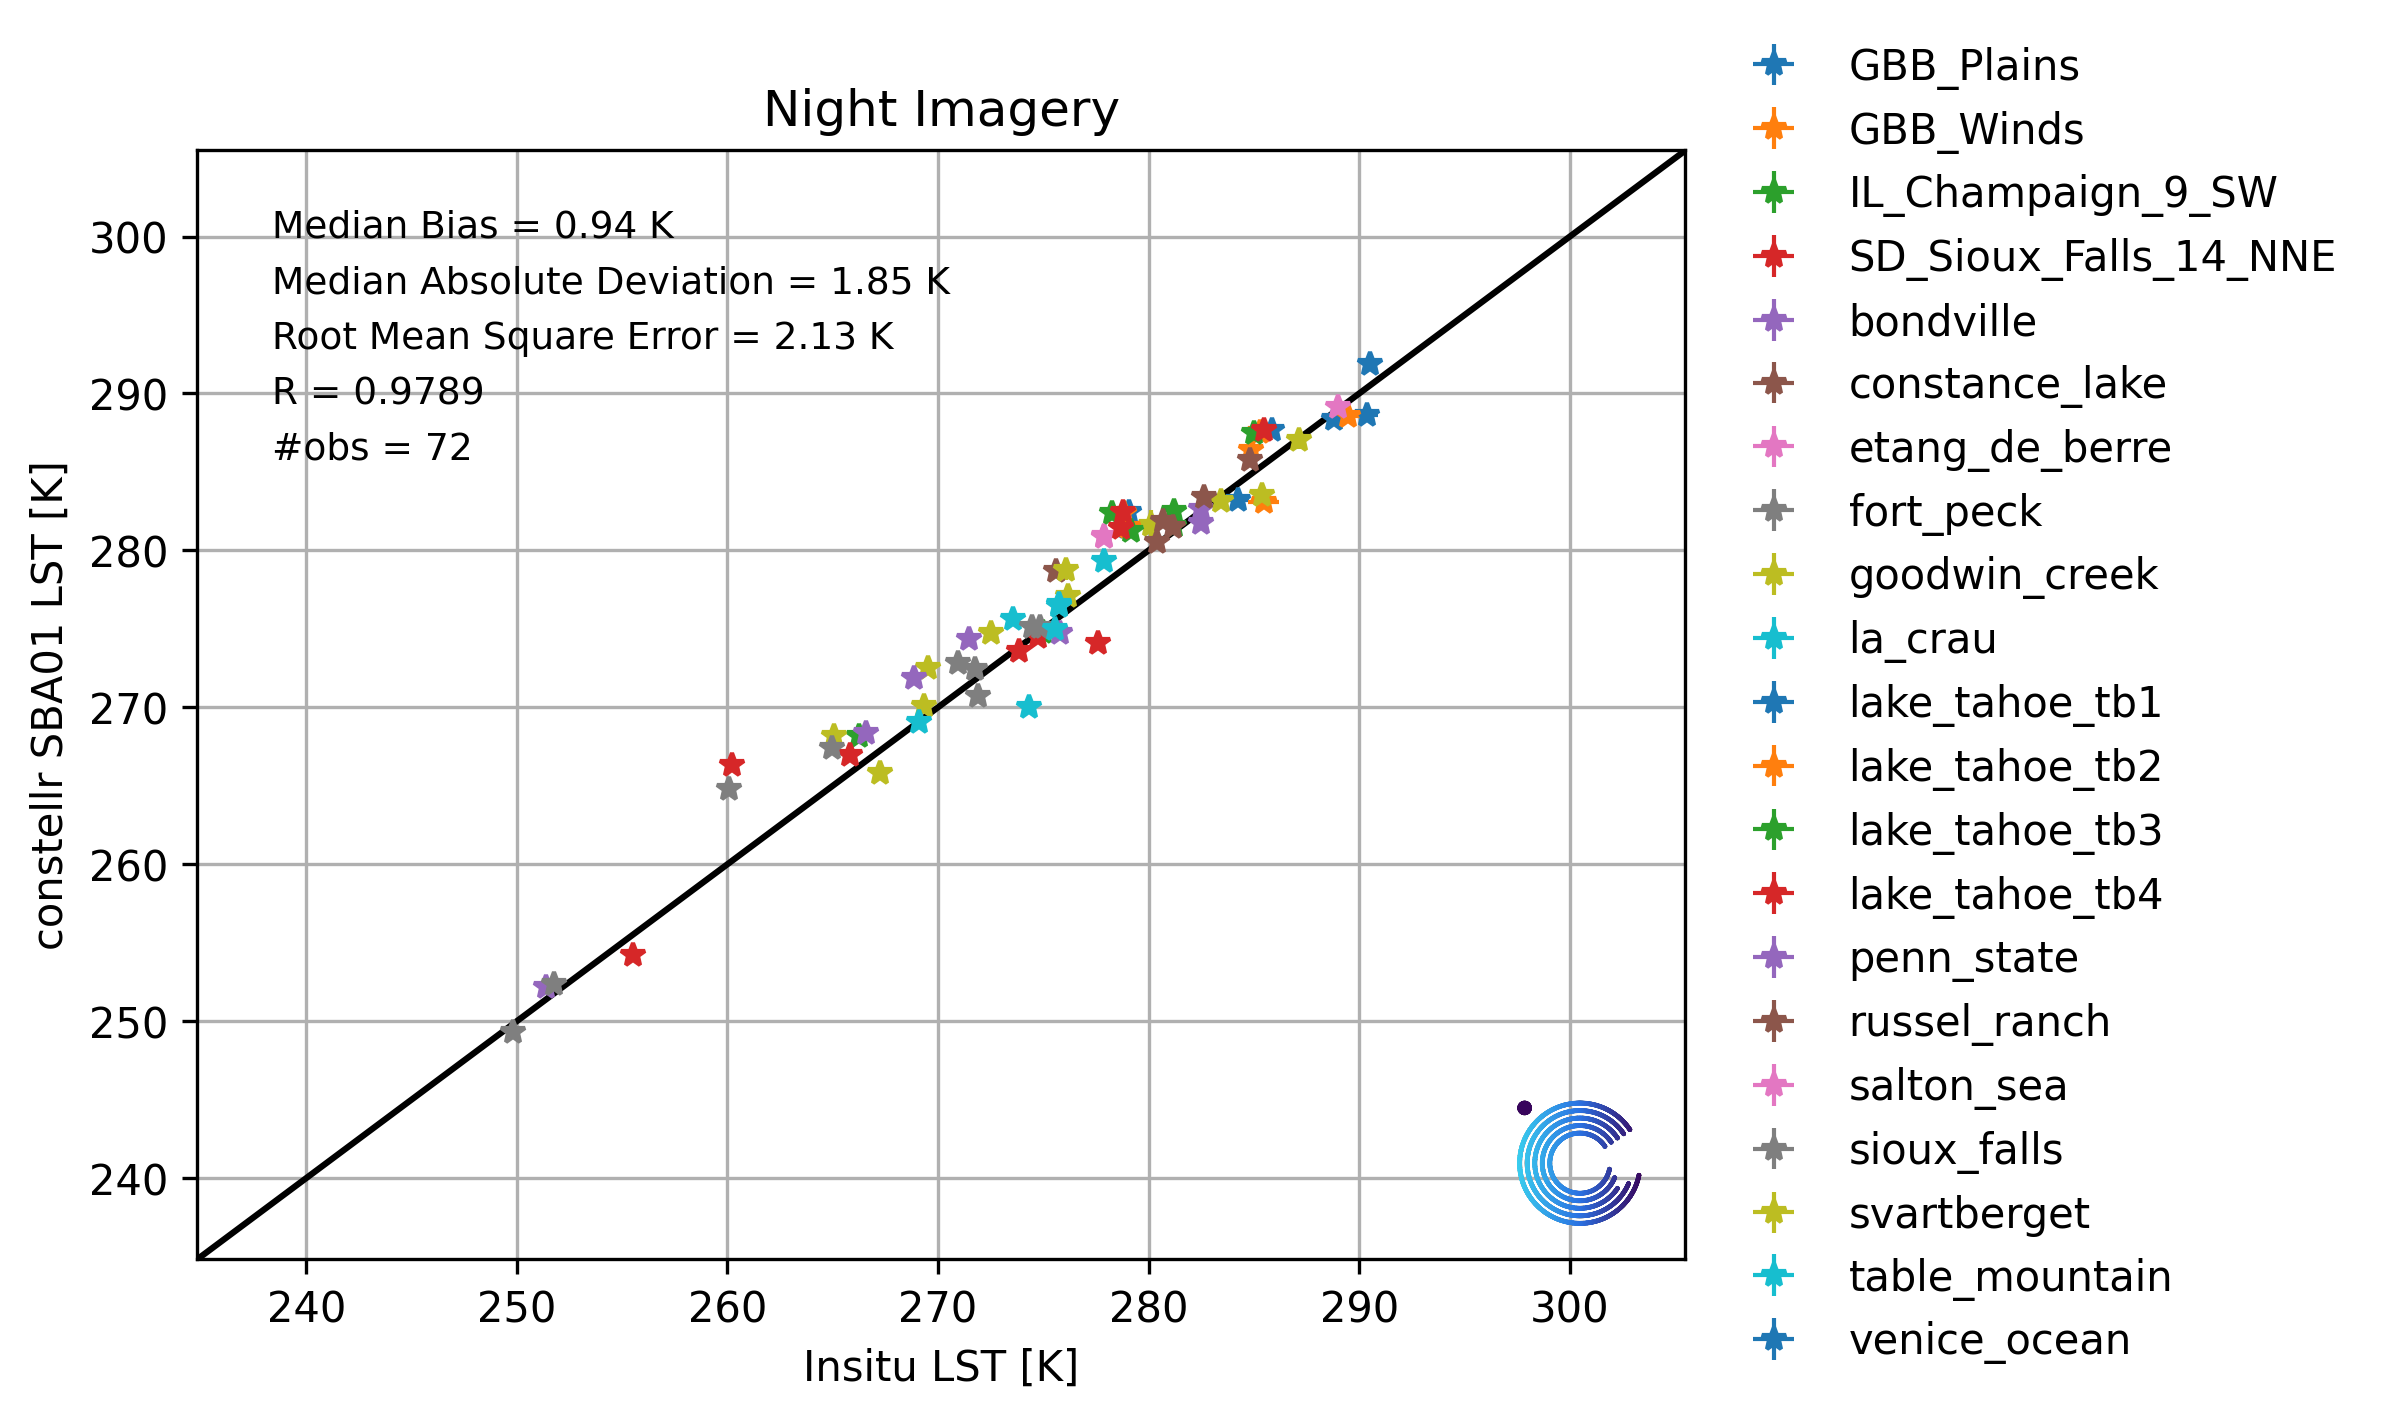 Night Imagery
Median Bias = 0.94 K
Median Absolute Deviation = 1.85 K
Root Mean Square Error = 2.13 K
R = 0.9789
#obs = 72
constellr SBA01 LST [K]
300
290
280
270
260
250
240
240 250 260 270 280 290 300
Insitu LST [K]
GBB_Plains
GBB_Winds
IL_Champaign_9_SW
SD_Sioux_Falls_14_NNE
bondville
constance_lake
etang_de_berre
fort_peck
goodwin_creek
la_crau
lake_tahoe_tb1
lake_tahoe_tb2
lake_tahoe_tb3
lake_tahoe_tb4
penn_state
russel_ranch
salton_sea
sioux_falls
svartberget
table_mountain
venice_ocean